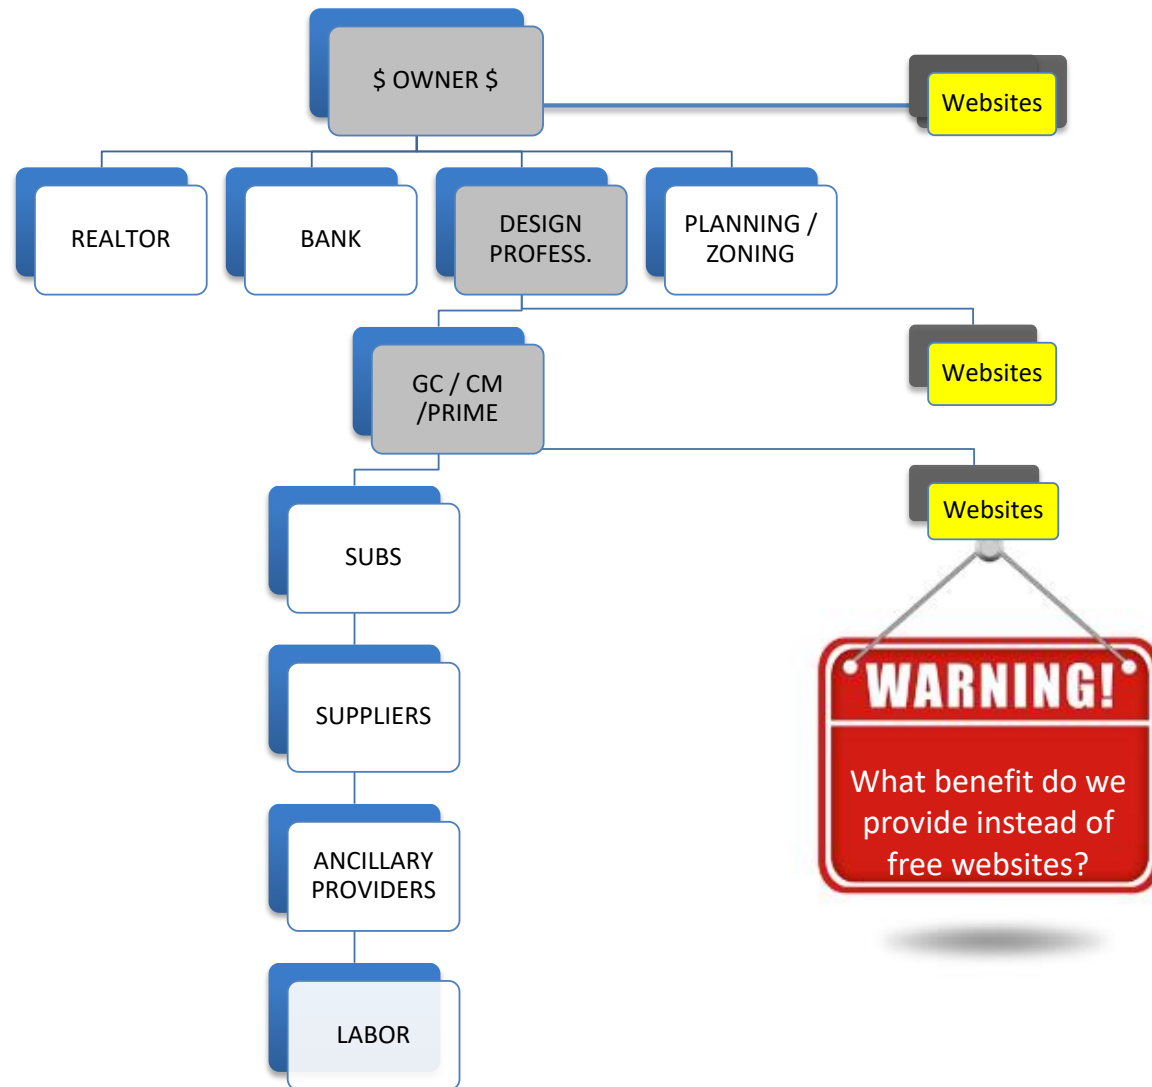 $ OWNER $
Websites
REALTOR
BANK
DESIGN
PROFESS.
PLANNING /
ZONING
GC / CM
/PRIME
Websites
SUBS
Websites
SUPPLIERS
WARNING!
What benefit do we
provide instead of
free websites?
ANCILLARY
PROVIDERS
LABOR